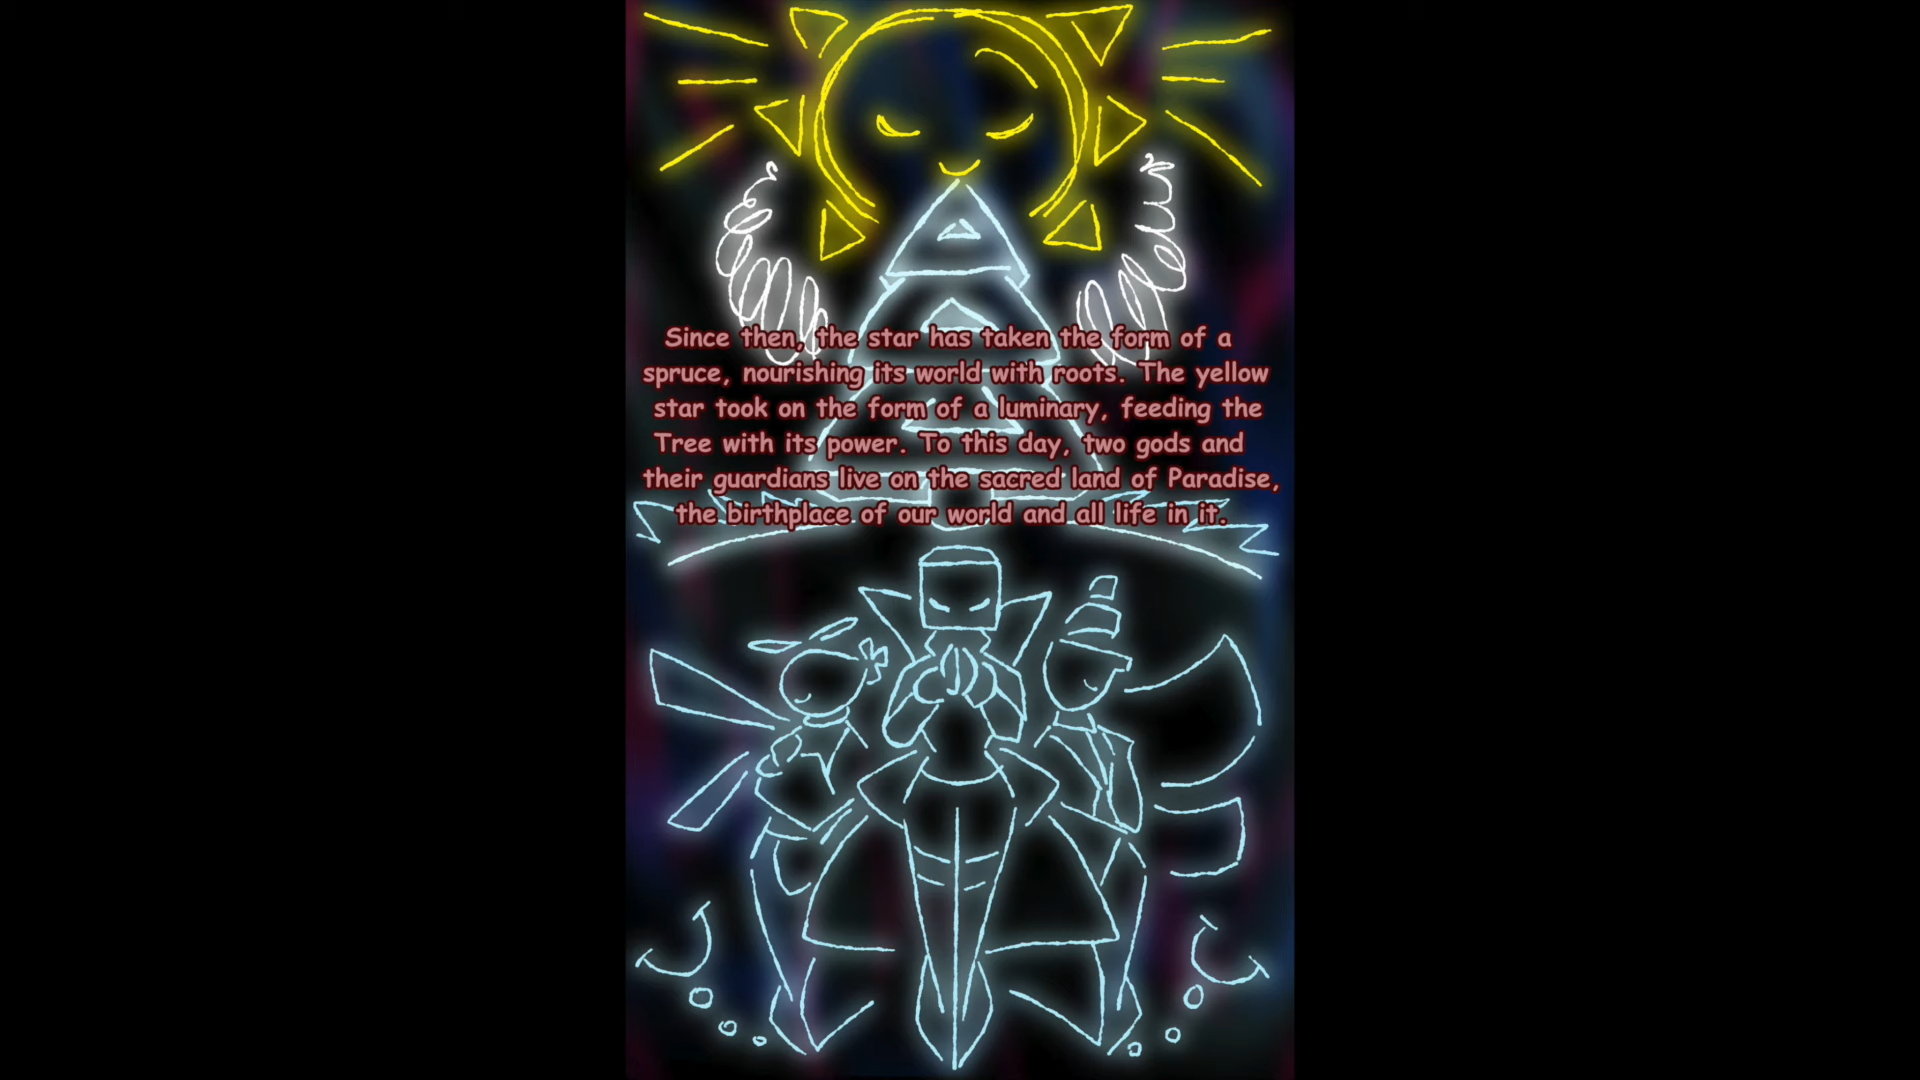 Since then, the star has taken the form of a
spruce, nourishing its world with roots. The yellow
star took on the form of a luminary, feeding the
Tree with its power. To this day, two gods and
their guardians live on the sacred land of Paradise,
the birthplace of our world and all life in it.